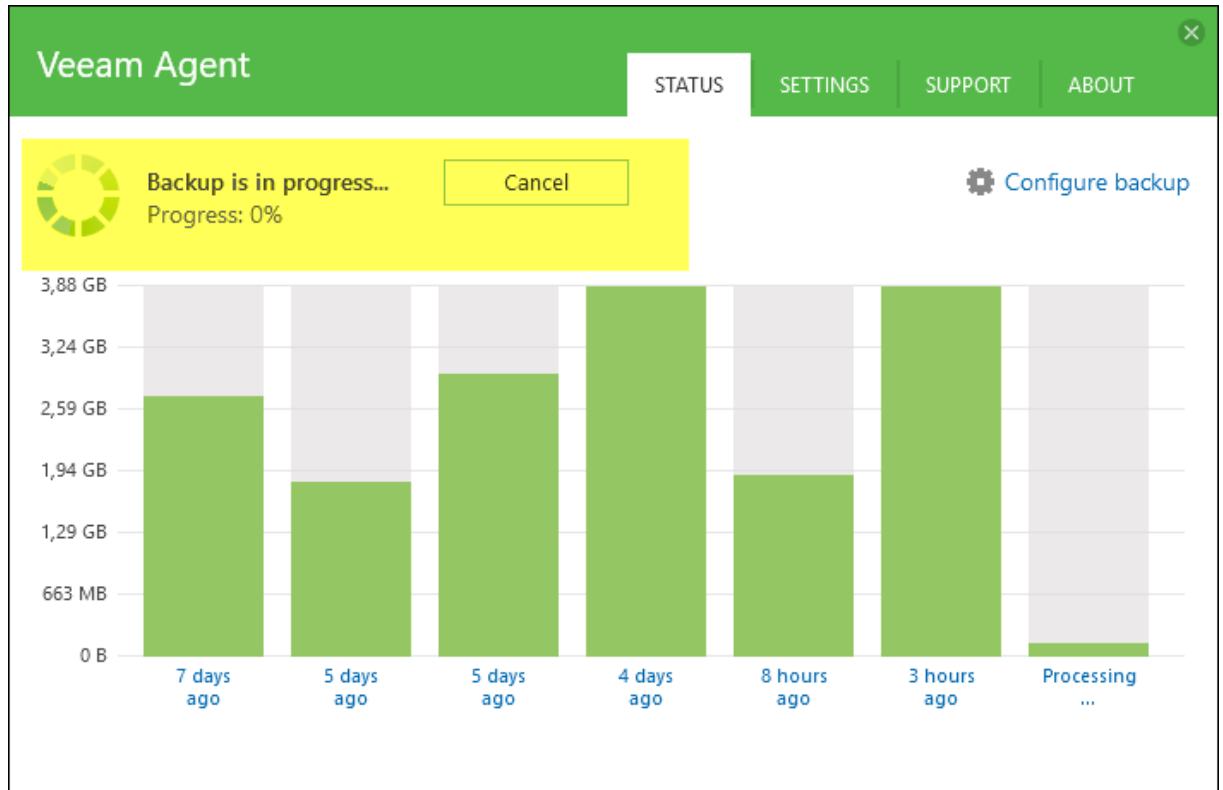 Veeam Agent
STATUS
SETTINGS
SUPPORT
ABOUT
Backup is in progress...
Progress: 0%
Cancel
Configure backup
3,88 GB
3,24 GB
2,59 GB
1,94 GB
1,29 GB
663 MB
0 B
7 days
ago
5 days
ago
5 days
ago
4 days
ago
8 hours
ago
3 hours
ago
Processing
...